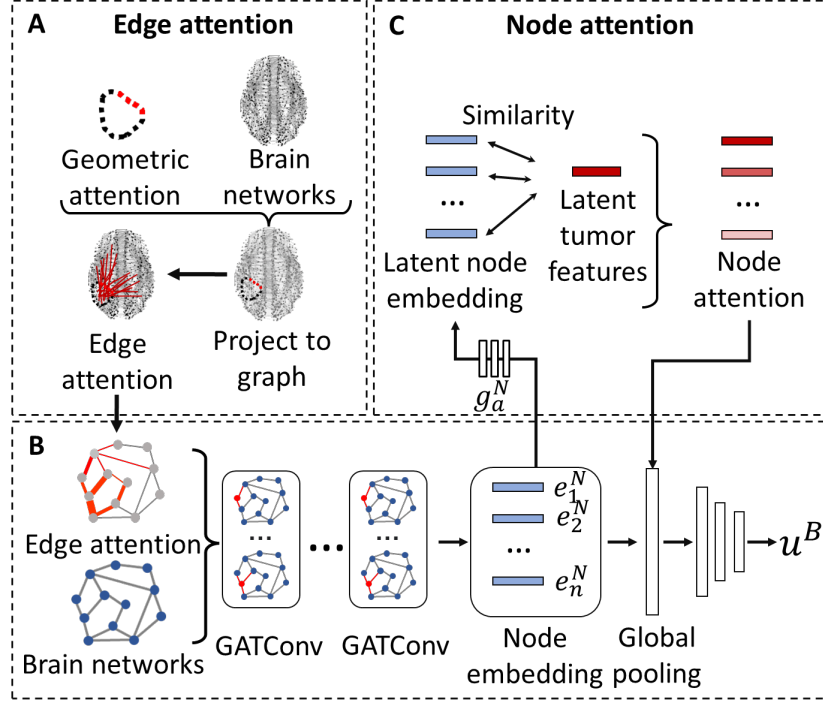 A
Edge attention
Geometric
attention
Brain
networks
Edge
attention
Project to
graph
C
Node attention
Similarity
...
Latent node
embedding
Latent
tumor
features
...
Node
attention
g_a^N
B
Edge attention
Brain networks
...
GATConv
...
...
GATConv
e_1^N
e_2^N
...
e_n^N
Node
embedding
Global
pooling
u^B